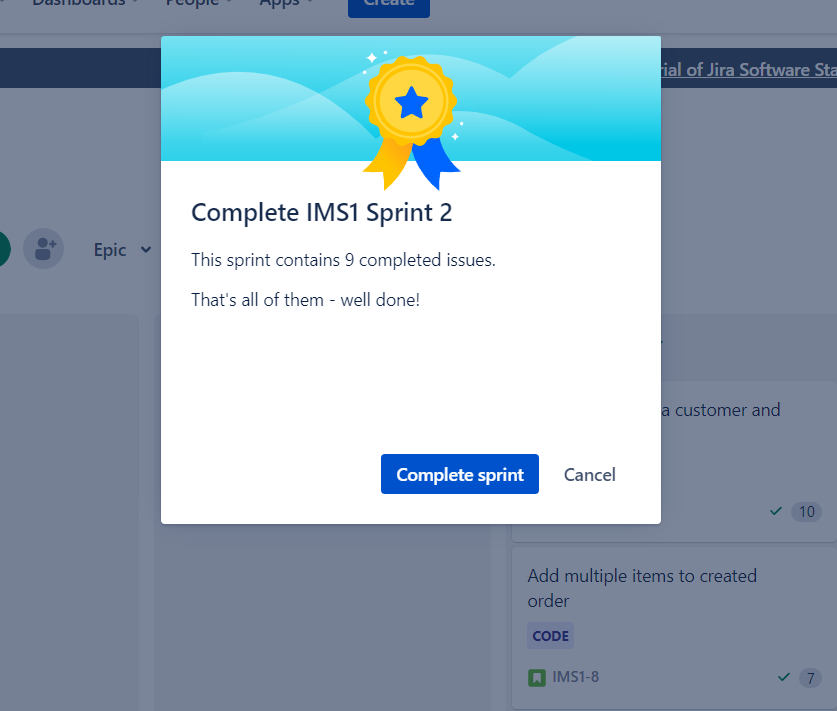 Dashboards
People
Apps
Create
rial of Jira Software Sta
Complete IMS1 Sprint 2
Epic
This sprint contains 9 completed issues.
That's all of them - well done!
a customer and
Complete sprint
Cancel
10
Add multiple items to created
order
CODE
IMS1-8
7